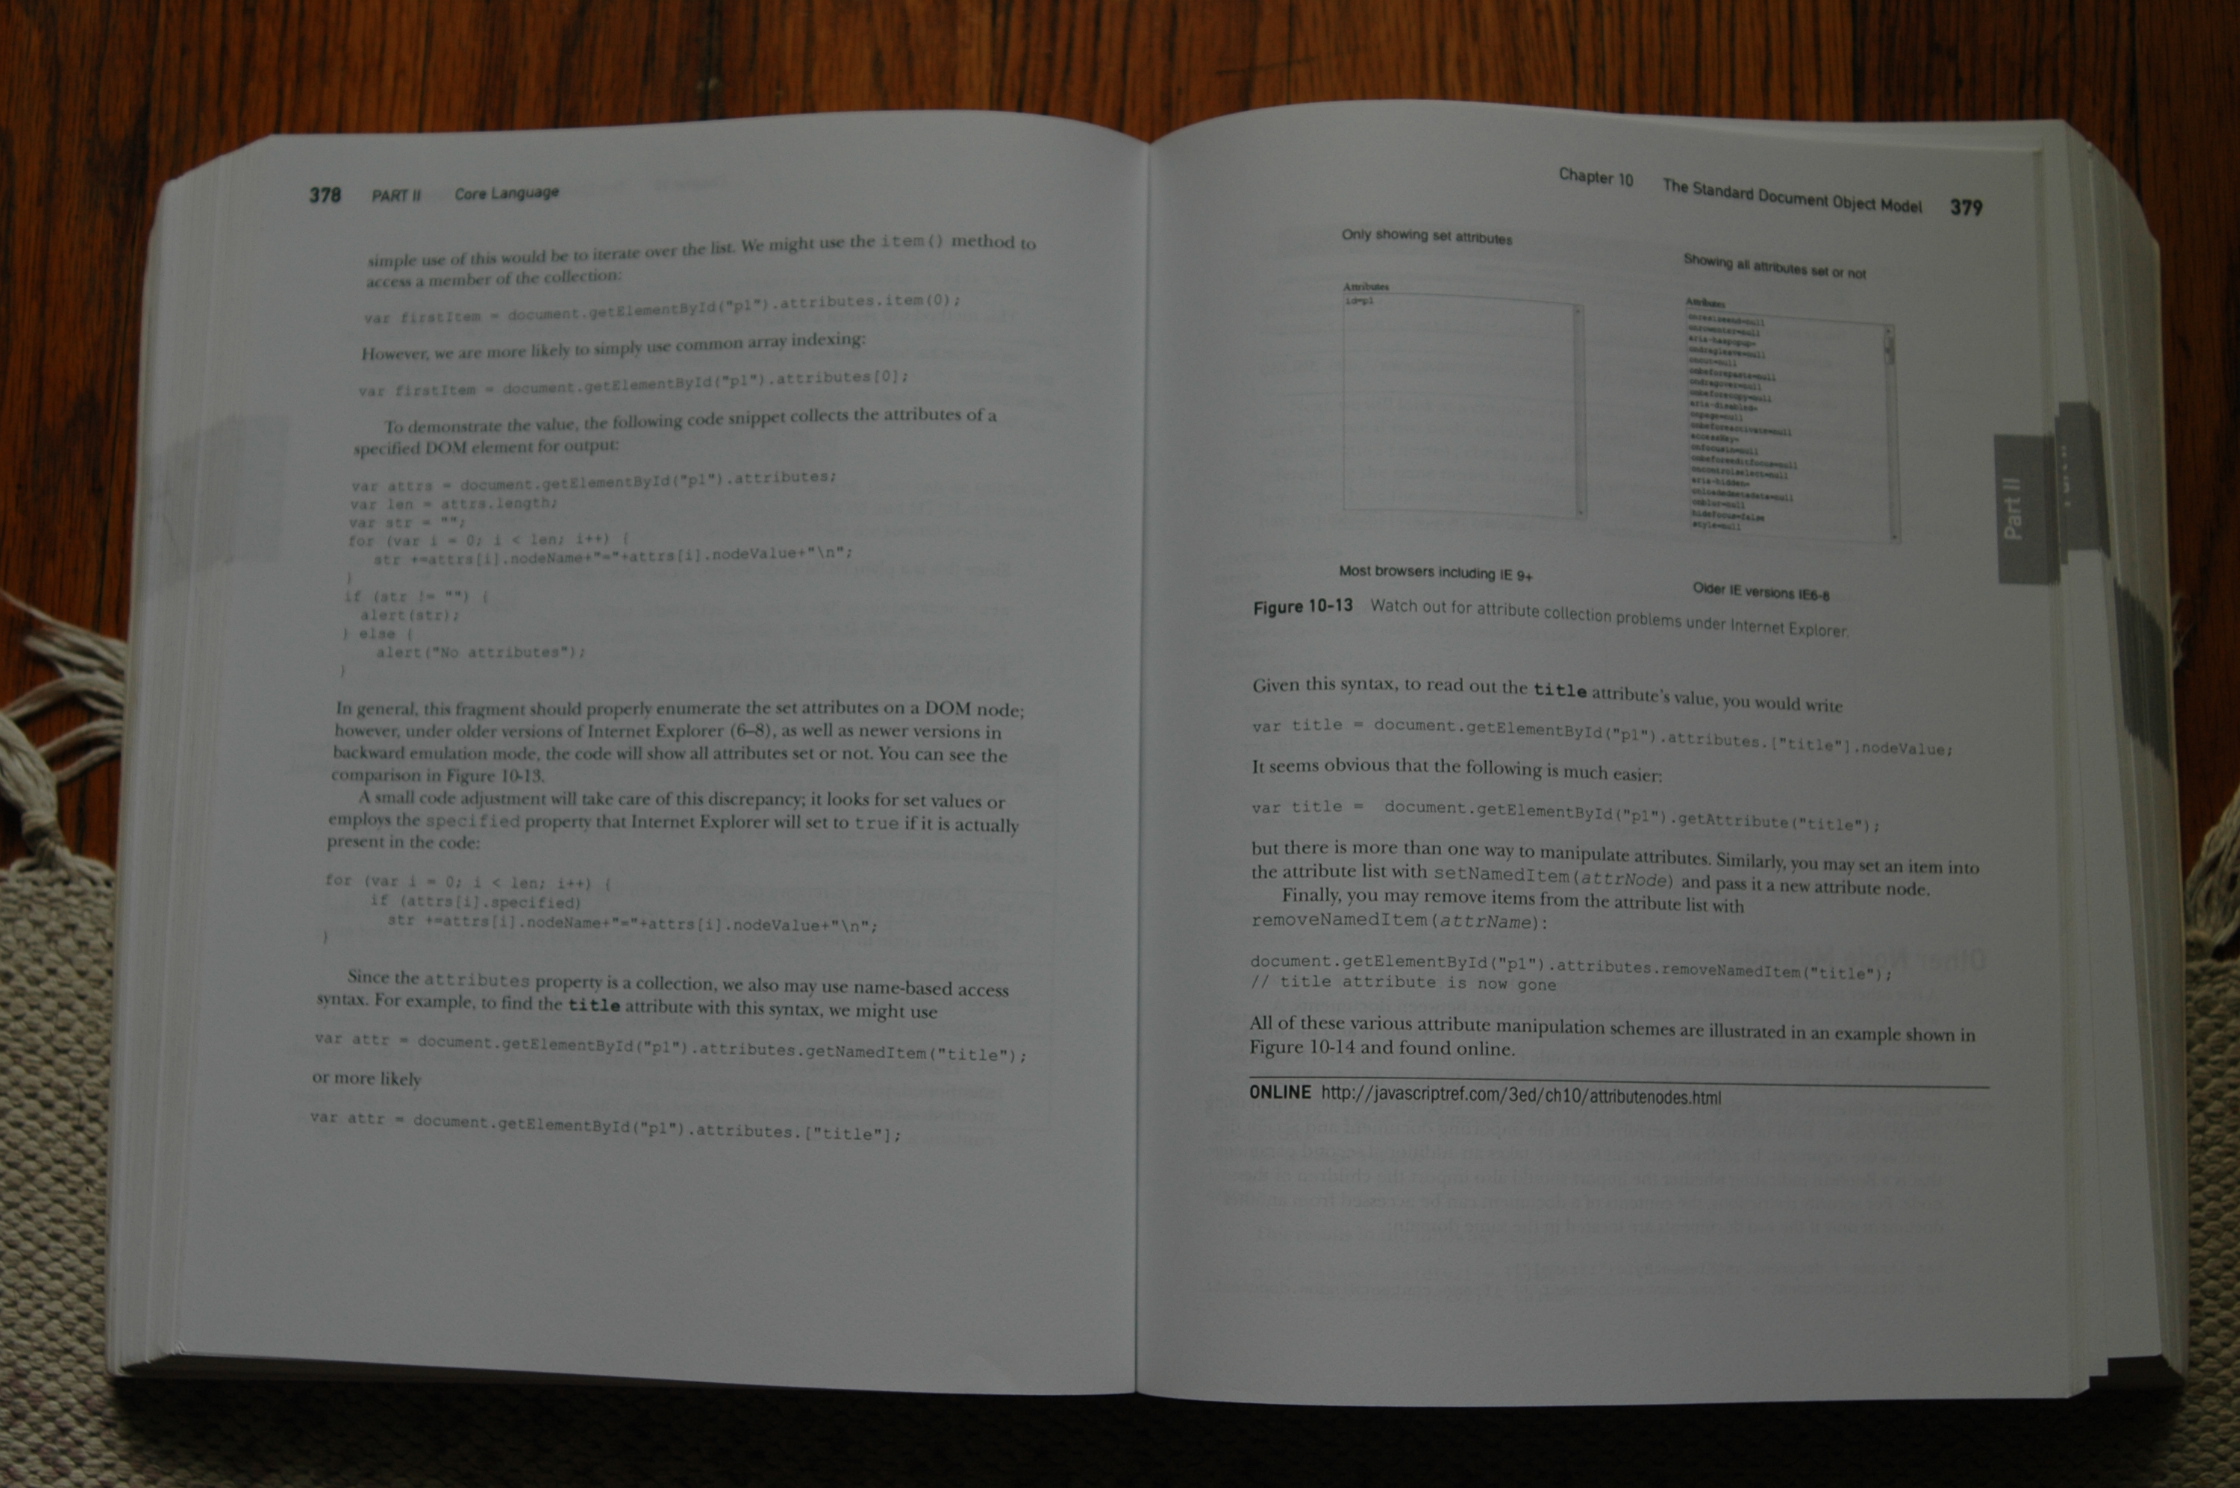 378 PART II Core Language
simple use of this would be to iterate over the list. We might use the item() method to
access a member of the collection:
var firstItem = document.getElementById("p1").attributes.item(0);
However, we are more likely to simply use common array indexing:
var firstItem = document.getElementById("p1").attributes[0];
To demonstrate the value, the following code snippet collects the attributes of a
specified DOM element for output:
var attrs = document.getElementById("p1").attributes;
var len = attrs.length;
var str = "";
for (var i = 0; i < len; i++) {
str +=attrs[i].nodeName+"="+attrs[i].nodeValue+"\n";
}
if (str != "") {
alert(str);
} else {
alert("No attributes");
}
In general, this fragment should properly enumerate the set attributes on a DOM node;
however, under older versions of Internet Explorer (6–8), as well as newer versions in
backward emulation mode, the code will show all attributes set or not. You can see the
comparison in Figure 10-13.
A small code adjustment will take care of this discrepancy; it looks for set values or
employs the specified property that Internet Explorer will set to true if it is actually
present in the code:
for (var i = 0; i < len; i++) {
if (attrs[i].specified)
str +=attrs[i].nodeName+"="+attrs[i].nodeValue+"\n";
}
Since the attributes property is a collection, we also may use name-based access
syntax. For example, to find the title attribute with this syntax, we might use
var attr = document.getElementById("p1").attributes.getNamedItem("title");
or more likely
var attr = document.getElementById("p1").attributes.["title"];
Chapter 10 The Standard Document Object Model 379
Only showing set attributes
Showing all attributes set or not
Attributes
id=p1
Attributes
Most browsers including IE 9+
Older IE versions IE6-8
Figure 10-13 Watch out for attribute collection problems under Internet Explorer.
Given this syntax, to read out the title attribute's value, you would write
var title = document.getElementById("p1").attributes.["title"].nodeValue;
It seems obvious that the following is much easier:
var title = document.getElementById("p1").getAttribute("title");
but there is more than one way to manipulate attributes. Similarly, you may set an item into
the attribute list with setNamedItem(attrNode) and pass it a new attribute node.
Finally, you may remove items from the attribute list with
removeNamedItem(attrName):
document.getElementById("p1").attributes.removeNamedItem("title");
// title attribute is now gone
All of these various attribute manipulation schemes are illustrated in an example shown in
Figure 10-14 and found online.
ONLINE http://javascriptref.com/3ed/ch10/attributenodes.html
Part II